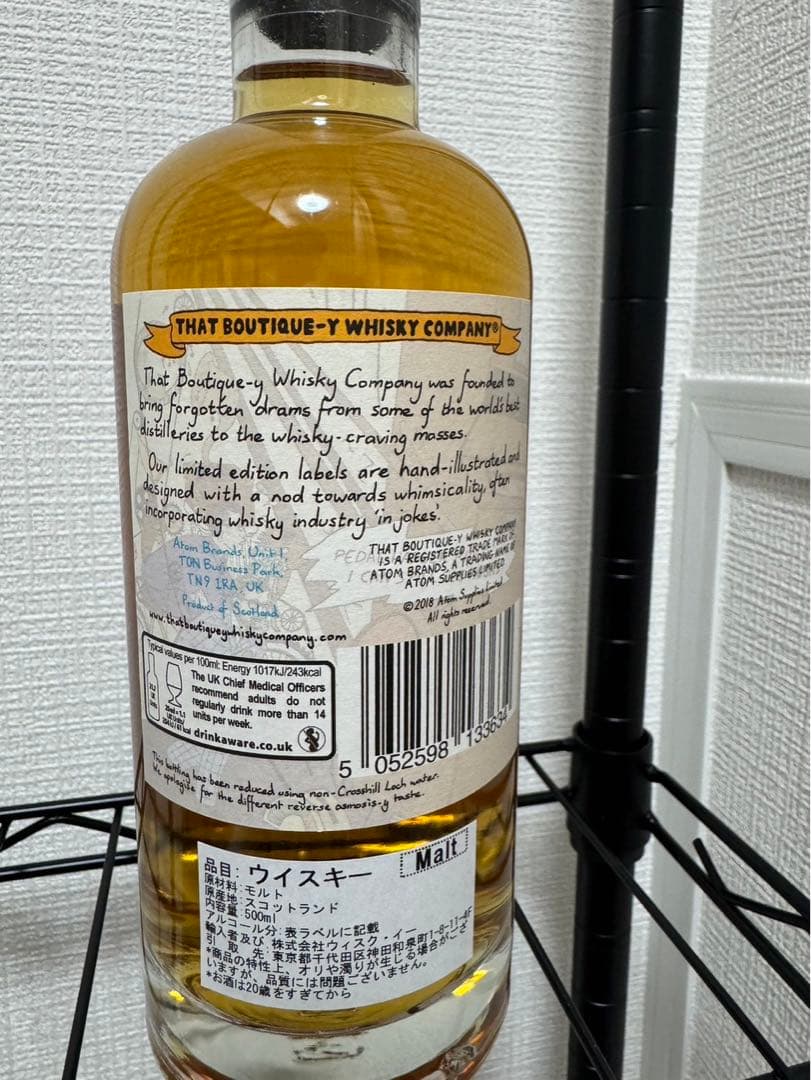 THAT BOUTIQUE-Y WHISKY COMPANY®
That Boutique-y Whisky Company was founded to
bring forgotten drams from some of the world's best
distilleries to the whisky-craving masses.
Our limited edition labels are hand-illustrated and
designed with a nod towards whimsicality, often
incorporating whisky industry 'in jokes'.
Atom Brands, Unit 1
TON Business Park,
TN9 1RA, UK
Product of Scotland
www.thatboutiqueywhiskycompany.com
THAT BOUTIQUE-Y WHISKY COMPANY
IS A REGISTERED TRADE MARK OF
ATOM BRANDS, A TRADING NAME OF
ATOM SUPPLIES LIMITED
© 2018 Atom Supplies Limited
All rights reserved.
Typical values per 100ml: Energy 1017kJ/243kcal
The UK Chief Medical Officers
recommend adults do not
regularly drink more than 14
units per week.
drinkaware.co.uk
5 052598 133634
This bottling has been reduced using non-Crosshill Loch water.
We apologise for the different reverse osmosis-y taste.
Malt
品目:ウイスキー
原材料:モルト
原産地:スコットランド
内容量:500ml
アルコール分:表ラベルに記載
輸入者及び 株式会社ウィスク・イー
引 取 先:東京都千代田区神田和泉町1-8-11-4F
*商品の特性上、オリや濁りが生じる場合がござ
いますが、品質には問題ございません。
*お酒は20歳をすぎてから